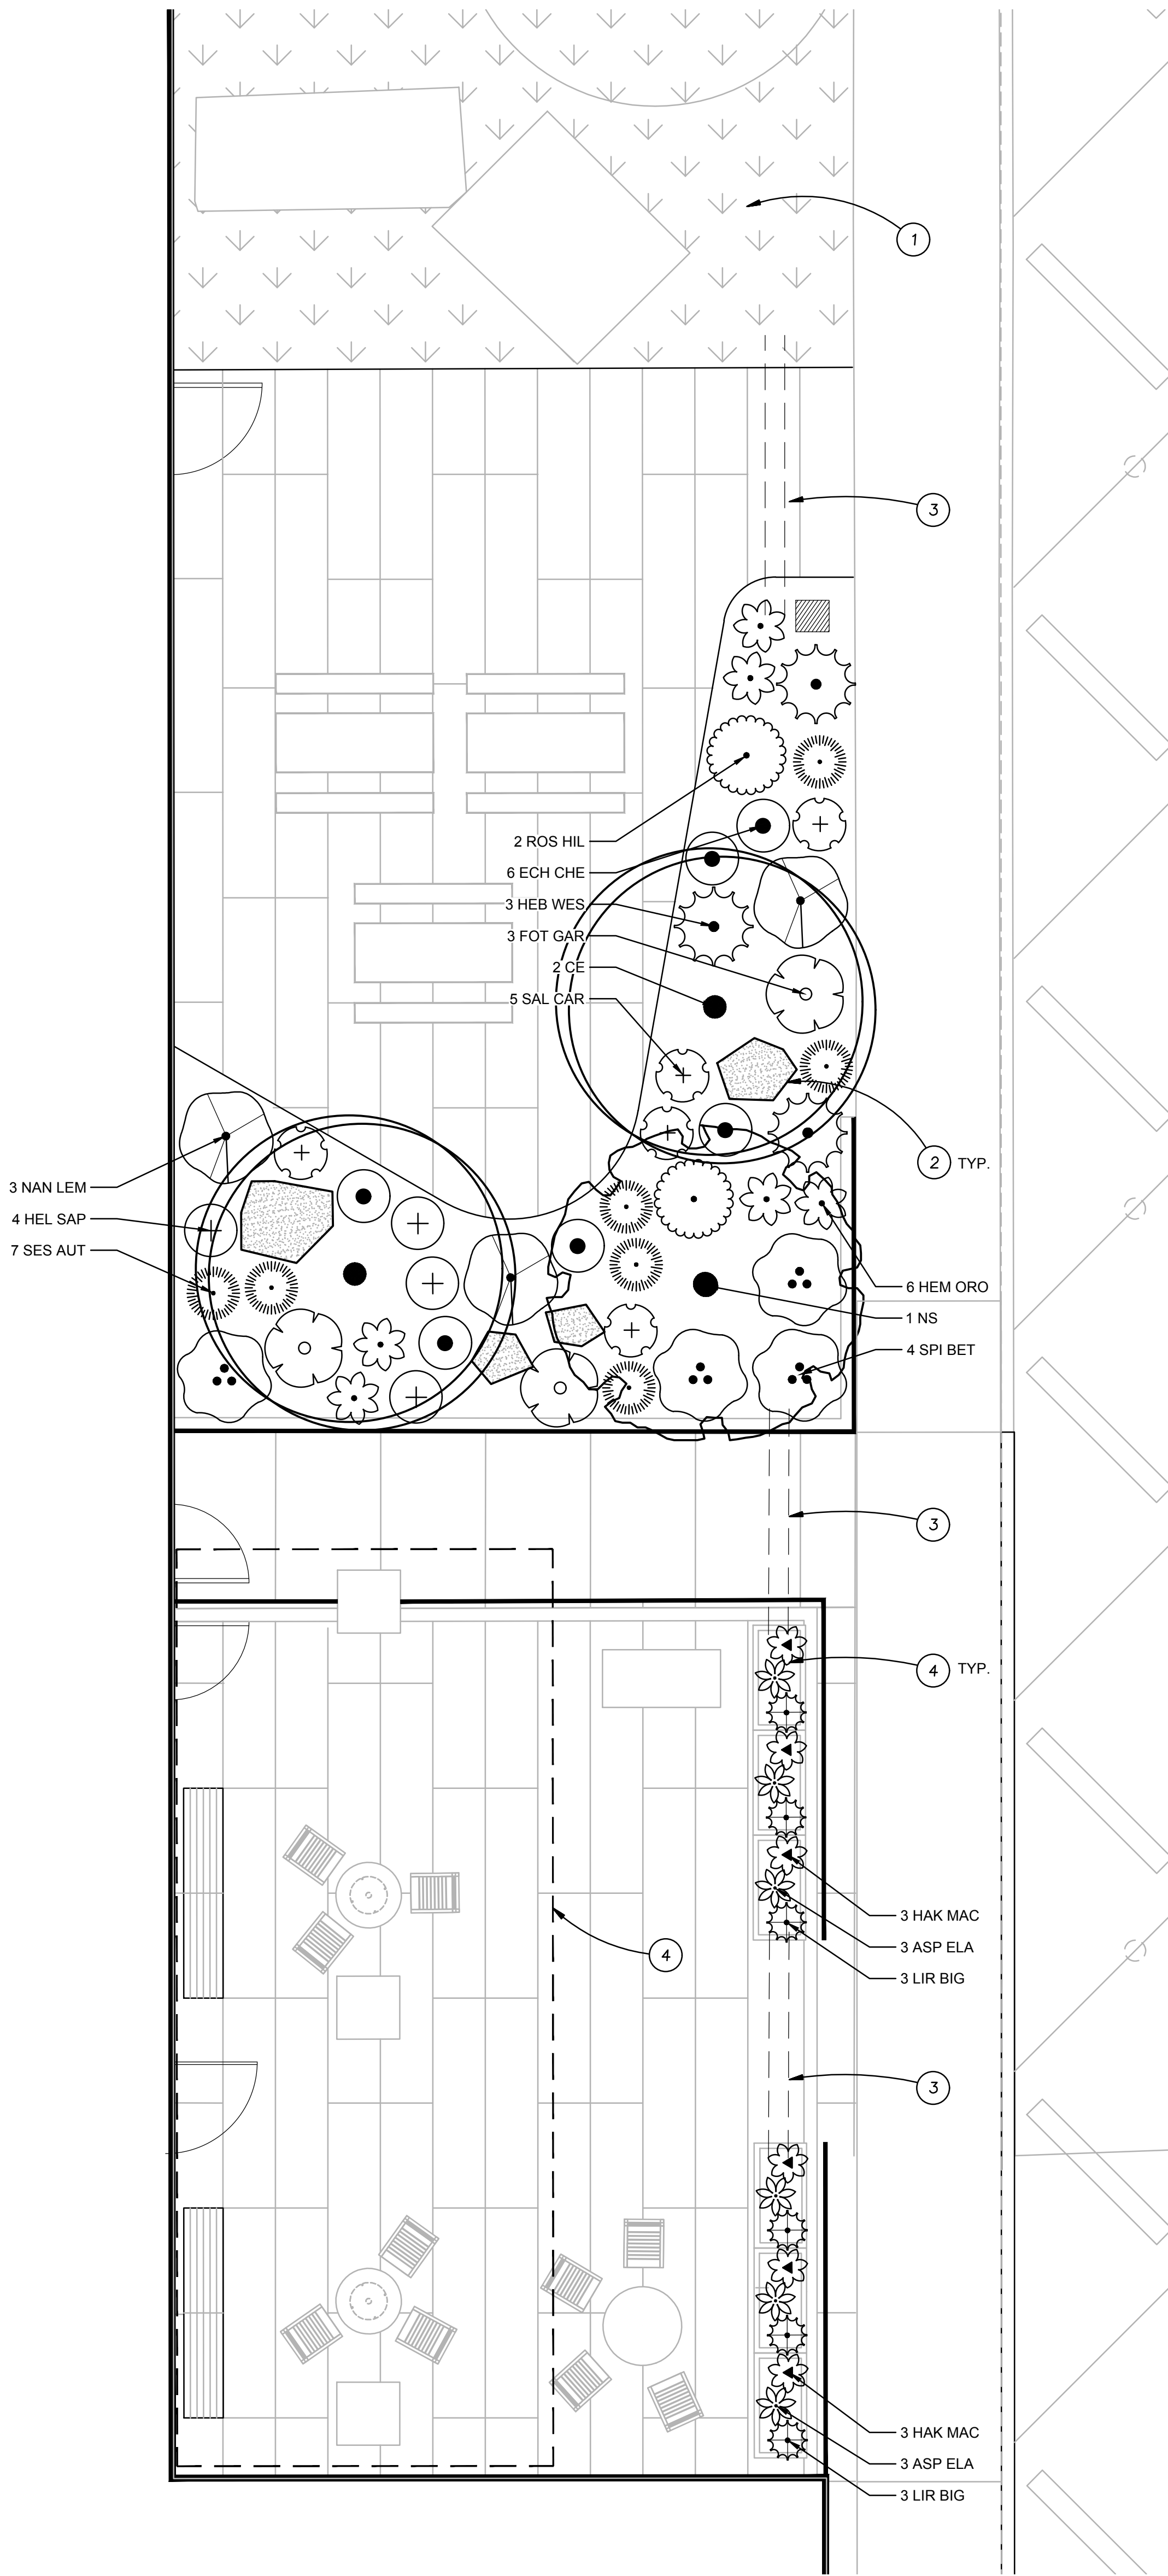 1
3
2 ROS HIL
6 ECH CHE
3 HEB WES
3 FOT GAR
2 CE
5 SAL CAR
2 TYP.
3 NAN LEM
4 HEL SAP
7 SES AUT
6 HEM ORO
1 NS
4 SPI BET
3
4 TYP.
3 HAK MAC
3 ASP ELA
3 LIR BIG
4
3
3 HAK MAC
3 ASP ELA
3 LIR BIG